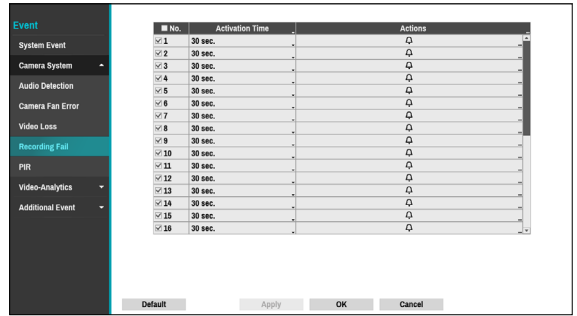 Event
System Event
Camera System
Audio Detection
Camera Fan Error
Video Loss
Recording Fail
PIR
Video-Analytics
Additional Event
No. Activation Time Actions
1 30 sec.
2 30 sec.
3 30 sec.
4 30 sec.
5 30 sec.
6 30 sec.
7 30 sec.
8 30 sec.
9 30 sec.
10 30 sec.
11 30 sec.
12 30 sec.
13 30 sec.
14 30 sec.
15 30 sec.
16 30 sec.
Default Apply OK Cancel